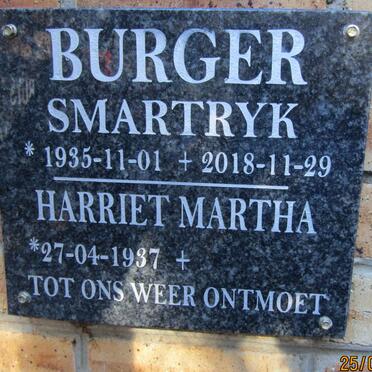 BURGER
SMARTRYK
* 1935-11-01 + 2018-11-29
HARRIET MARTHA
*27-04-1937 +
TOT ONS WEER ONTMOET